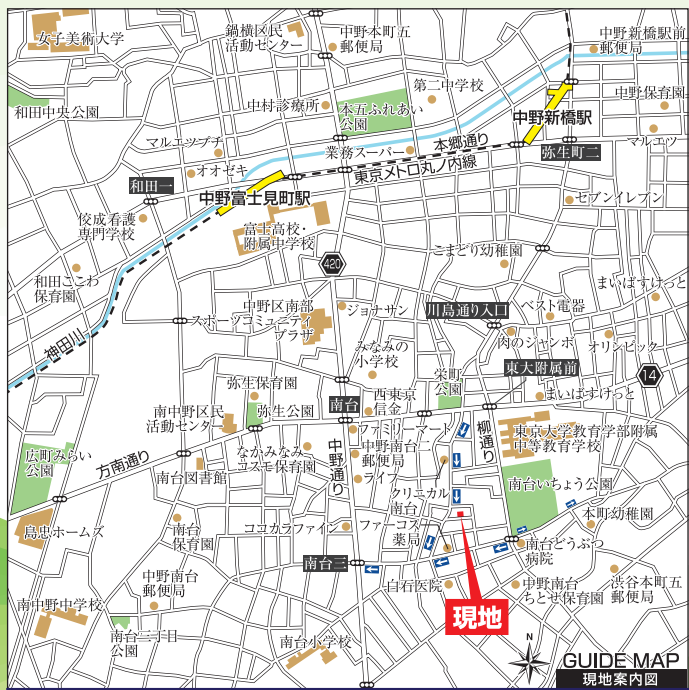 女子美術大学
鍋横区民
活動センター
中野本町五
郵便局
中野新橋駅前
郵便局
第二中学校
和田中央公園
中村診療所
本五ふれあい
公園
中野新橋駅
中野保育園
マルエツプチ
業務スーパー
本郷通り
マルエツ
弥生町二
オオゼキ
東京メトロ丸ノ内線
和田一
中野富士見町駅
セブンイレブン
佼成看護
専門学校
富士高校・
附属中学校
こまどり幼稚園
420
和田ここわ
保育園
まいばすけっと
中野区南部
スポーツコミュニティ
プラザ
ジョナサン
川島通り入口
ベスト電器
神田川
肉のジャンボ
オリンピック
みなみの
小学校
東大附属前
14
栄町
公園
弥生保育園
西東京
信金
まいばすけっと
南中野区民
活動センター
弥生公園
南台
ファミリーマート
柳通り
東京大学教育学部附属
中等教育学校
広町みらい
公園
方南通り
なかみなみ
コスモ保育園
中野通り
中野南台二
郵便局
南台図書館
ライフ
南台いちょう公園
クリニカル
南台
島忠ホームズ
南台
保育園
ココカラファイン
ファーコス
薬局
本町幼稚園
南台どうぶつ
病院
南台三
中野南台
郵便局
白石医院
中野南台
ちとせ保育園
渋谷本町五
郵便局
南中野中学校
現地
南台三丁目
公園
南台小学校
N
GUIDE MAP
現地案内図